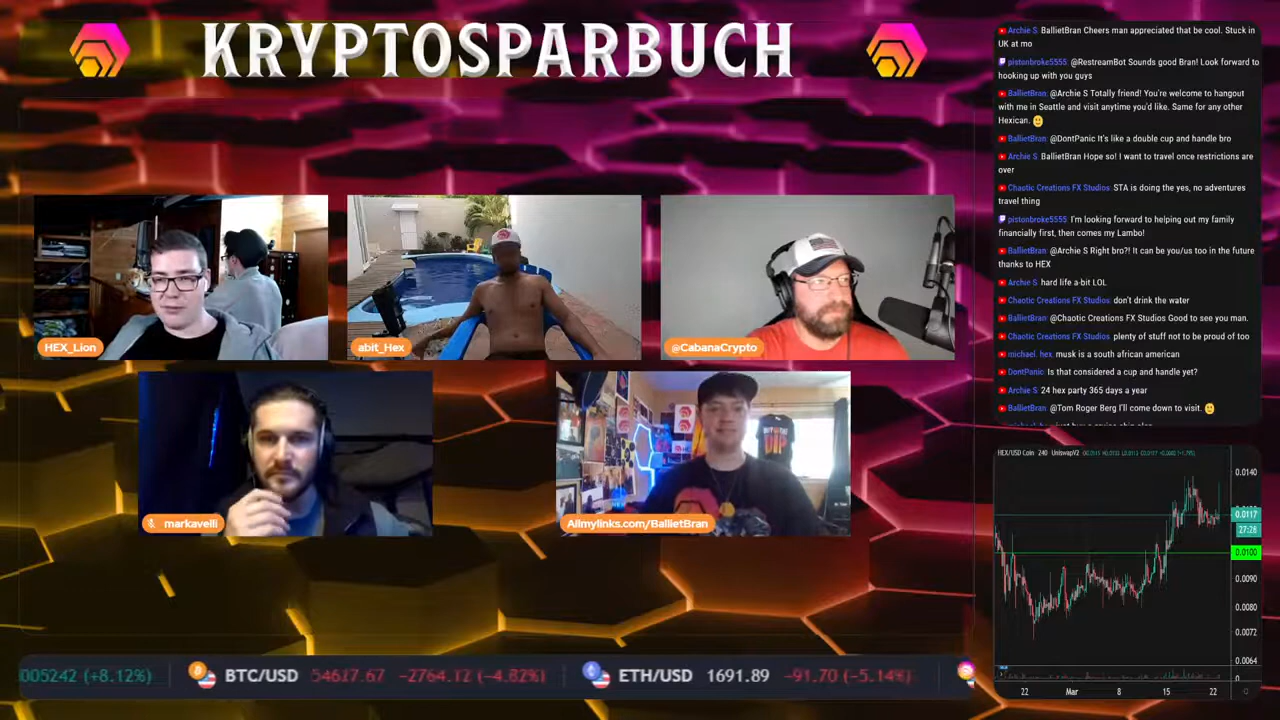 KRYPTOSPARBUCH
HEX_Lion
abit_Hex
@CabanaCrypto
markavelli
Allmylinks.com/BallietBran
Archie S BallietBran Cheers man appreciated that be cool. Stuck in
UK at mo
pistonbroke5555: @RestreamBot Sounds good Bran! Look forward to
hooking up with you guys
BallietBran: @Archie S Totally friend! You're welcome to hangout
with me in Seattle and visit anytime you'd like. Same for any other
Hexican.
BallietBran: @DontPanic It's like a double cup and handle bro
Archie S BallietBran Hope so! I want to travel once restrictions are
over
Chaotic Creations FX Studios: STA is doing the yes, no adventures
travel thing
pistonbroke5555: I'm looking forward to helping out my family
financially first, then comes my Lambo!
BallietBran: @Archie S Right bro?! It can be you/us too in the future
thanks to HEX
Archie S hard life a-bit LOL
Chaotic Creations FX Studios: don't drink the water
BallietBran: @Chaotic Creations FX Studios Good to see you man.
Chaotic Creations FX Studios: plenty of stuff not to be proud of too
michael. hex: musk is a south african american
DontPanic: Is that considered a cup and handle yet?
Archie S 24 hex party 365 days a year
BallietBran: @Tom Roger Berg I'll come down to visit.
HEX/USD Coin 240 UniswapV2
0.0140
0.0117
27:28
0.0100
0.0090
0.0080
0.0072
0.0064
0
22 Mar 8 15 22
005242 (+8.12%) BTC/USD 54617.67 −2764.12 (−4.82%) ETH/USD 1691.89 −91.70 (−5.14%)